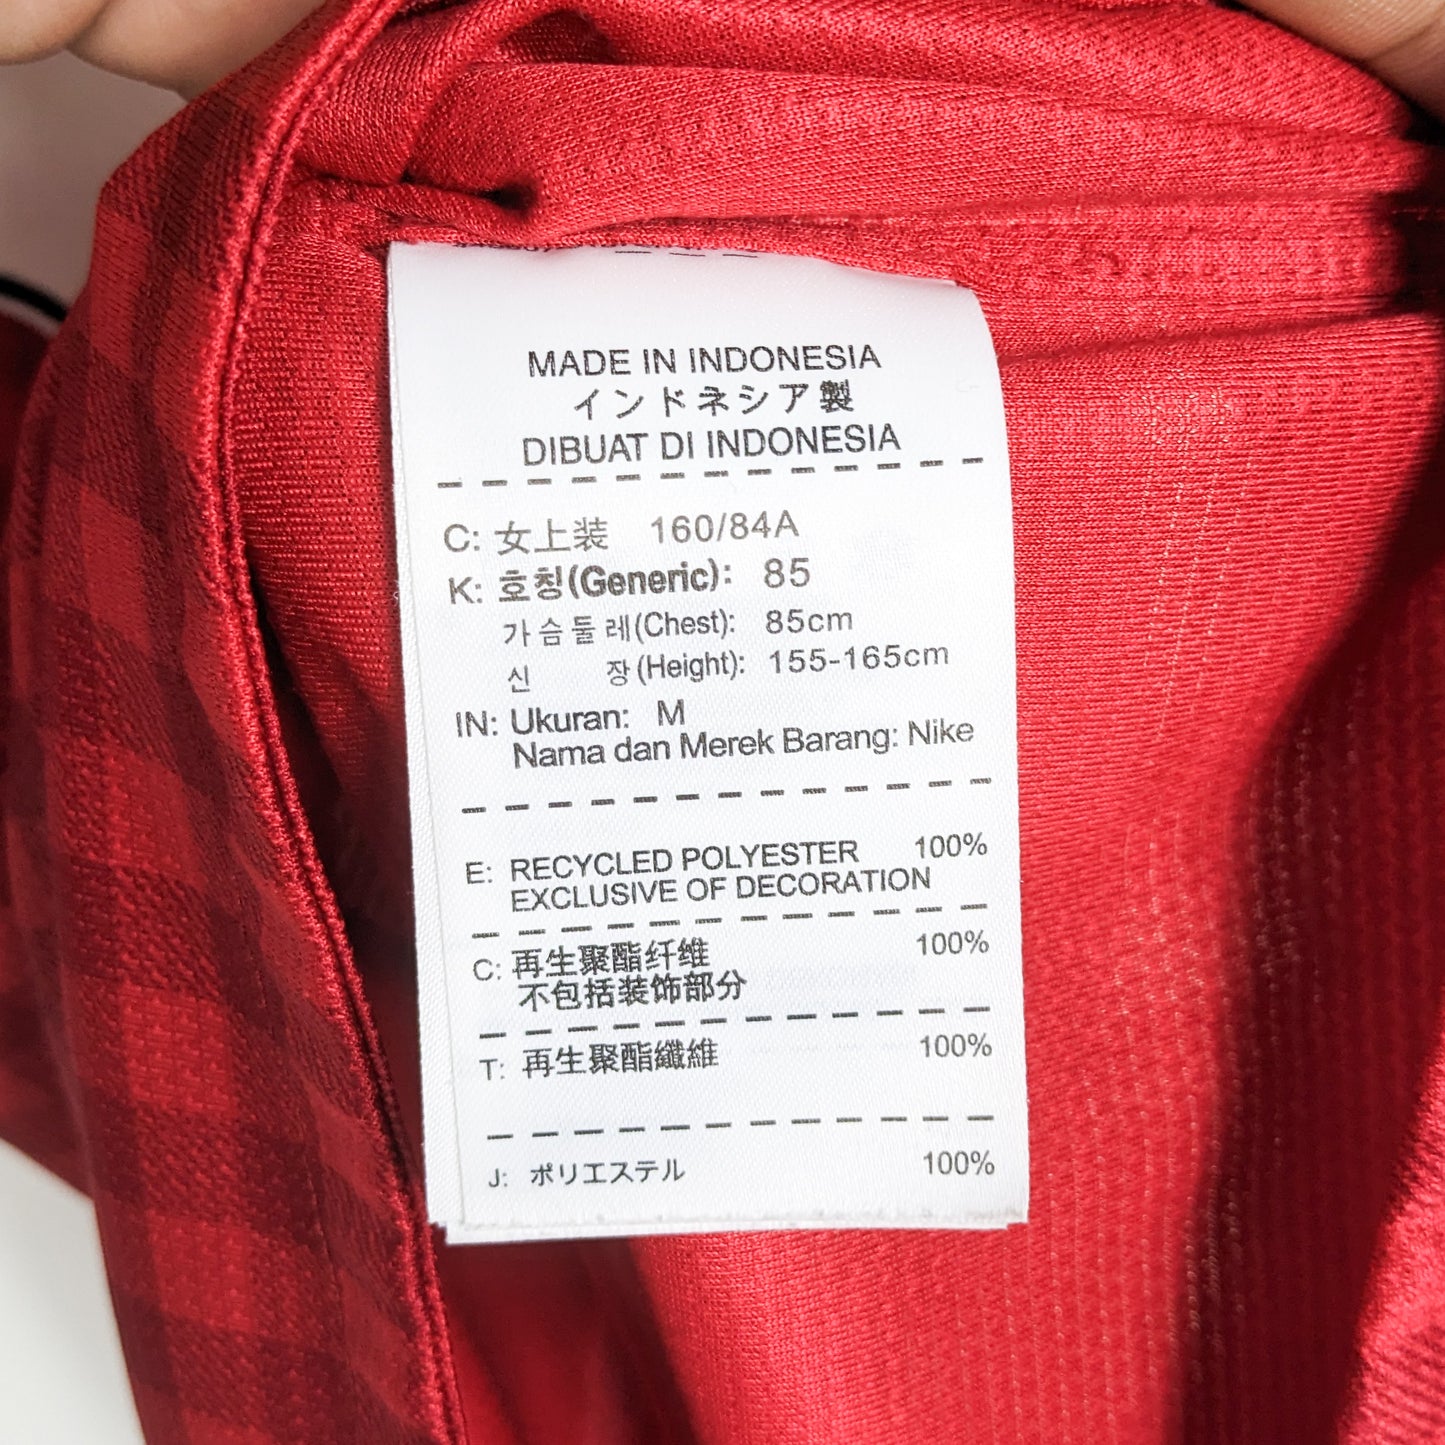 MADE IN INDONESIA
インドネシア製
DIBUAT DI INDONESIA
C: 女上装 160/84A
K: 호칭(Generic): 85
가슴둘레(Chest): 85cm
신 장(Height): 155-165cm
IN: Ukuran: M
Nama dan Merek Barang: Nike
E: RECYCLED POLYESTER 100%
EXCLUSIVE OF DECORATION
C: 再生聚酯纤维 100%
不包括装饰部分
T: 再生聚酯纖維 100%
J: ポリエステル 100%